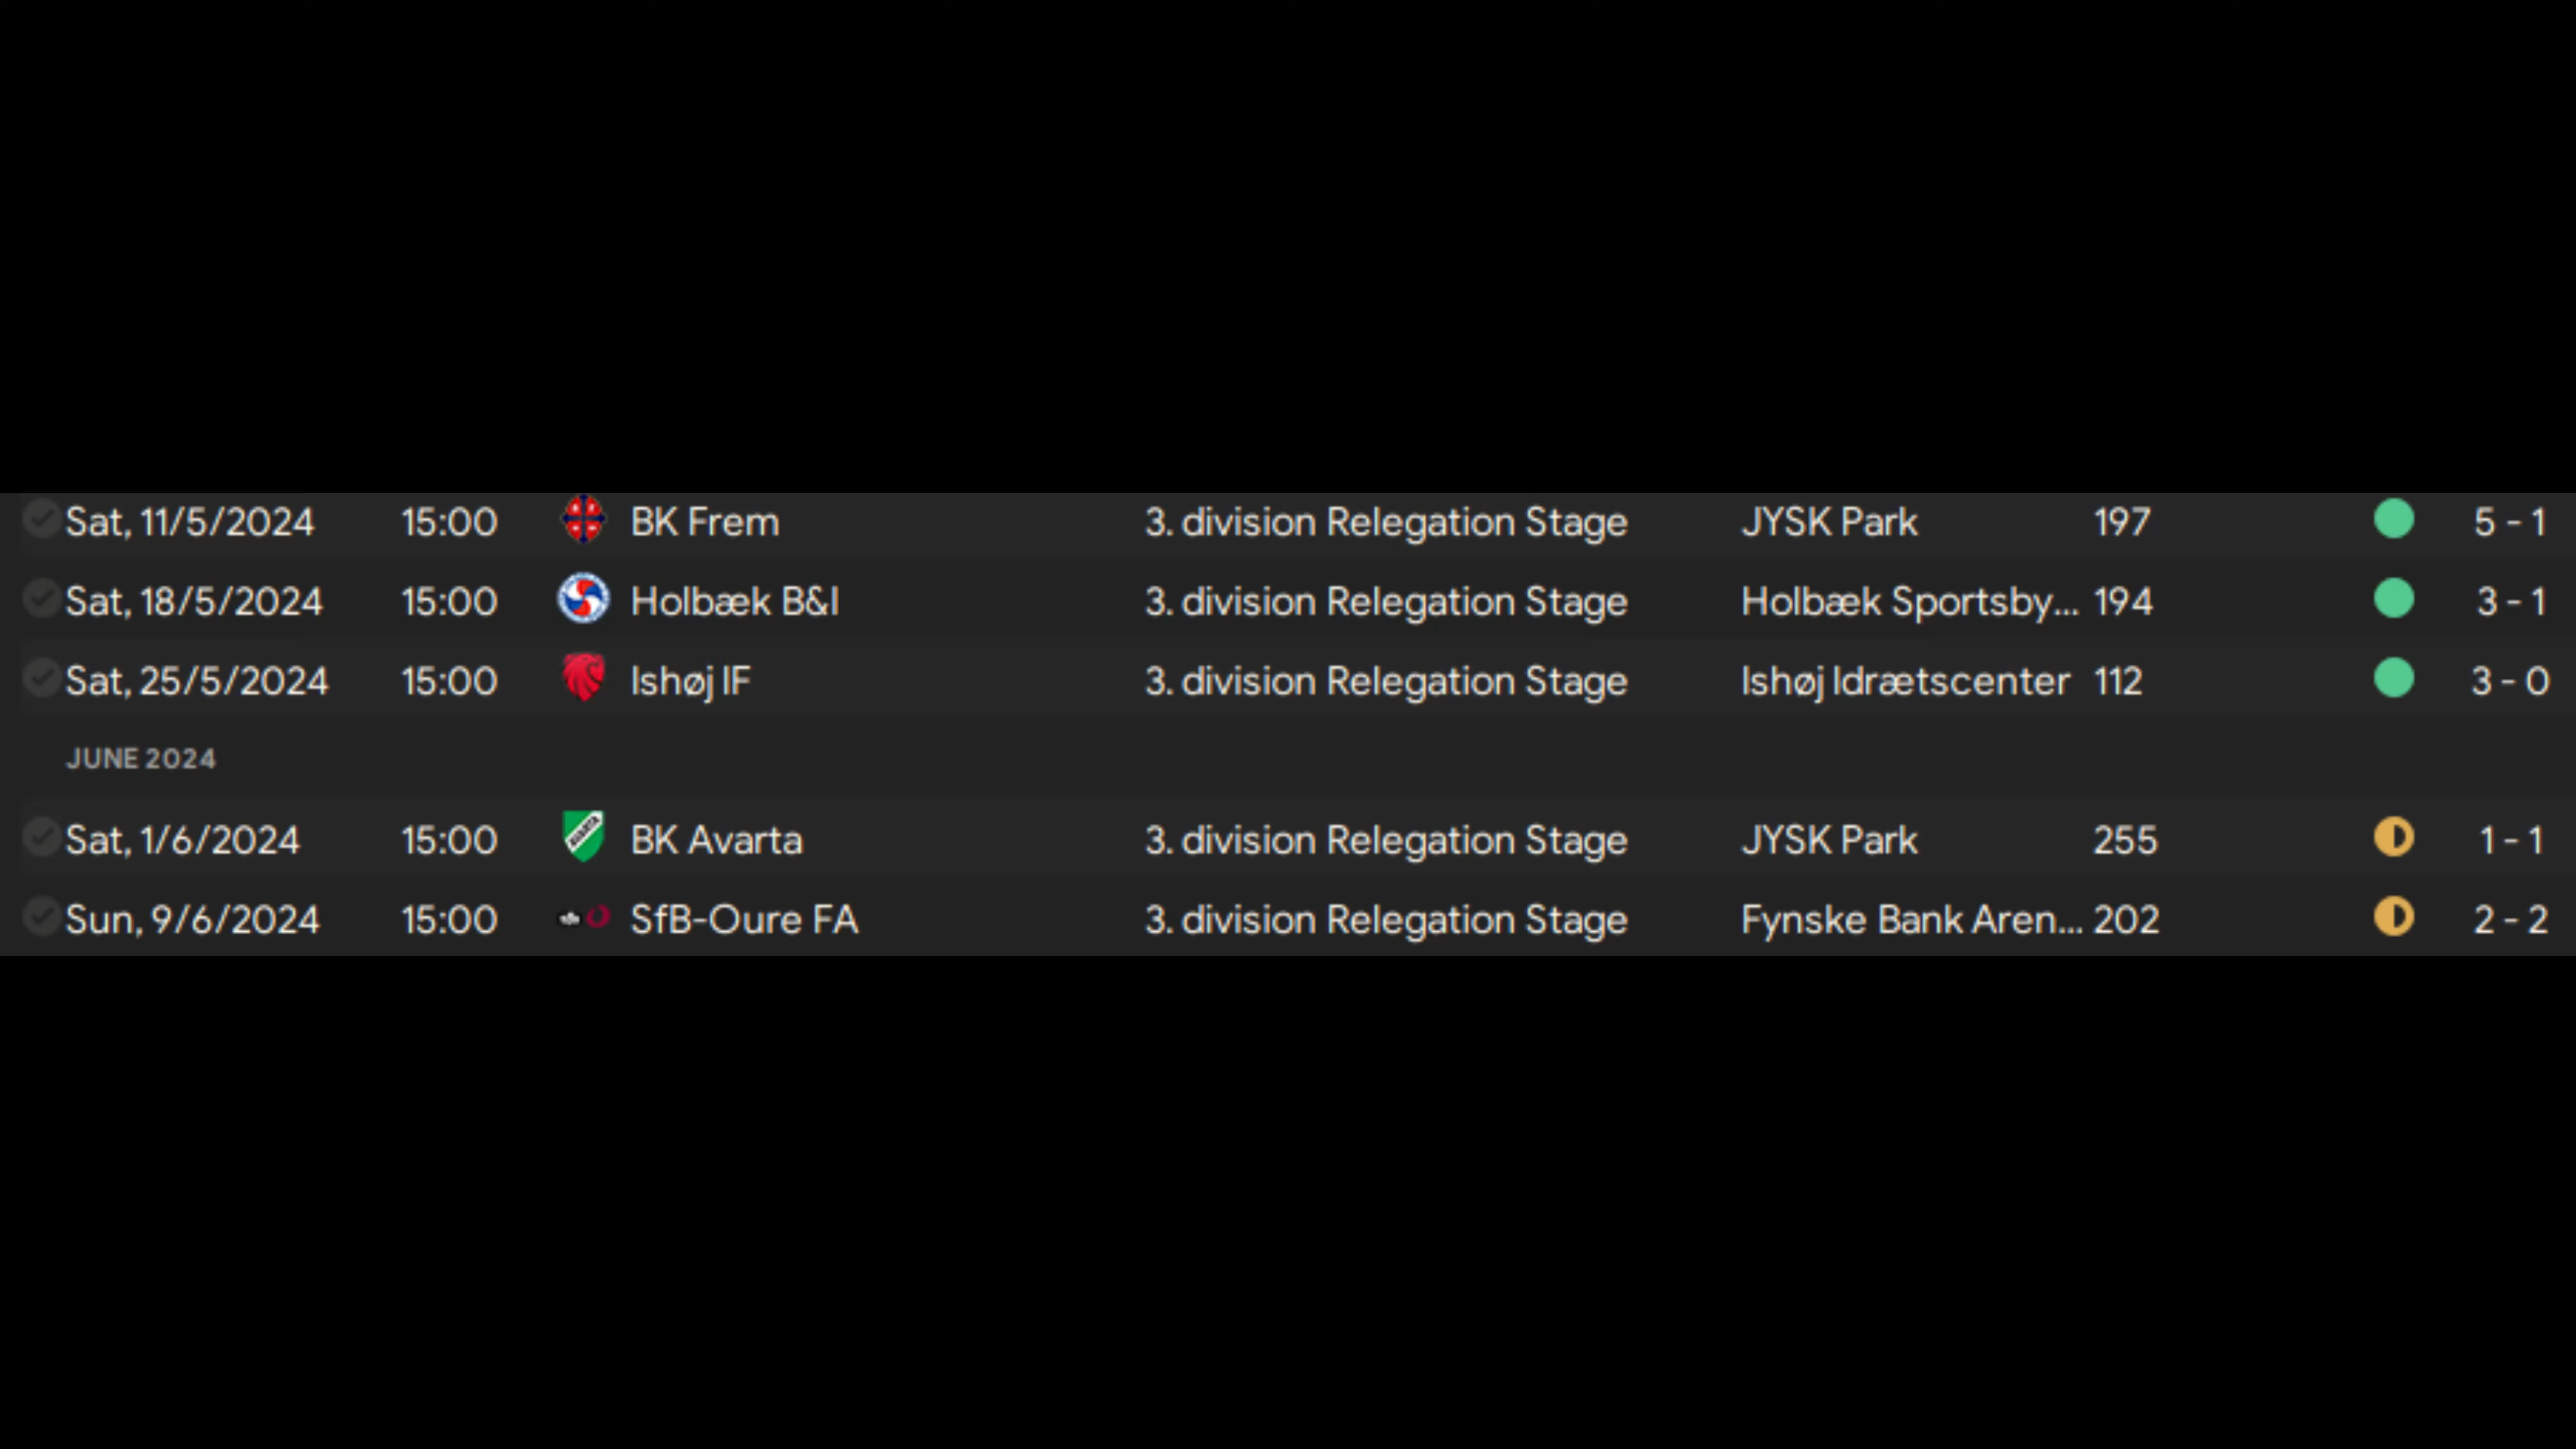 Sat, 11/5/2024 15:00 BK Frem 3. division Relegation Stage JYSK Park 197 5 - 1
Sat, 18/5/2024 15:00 Holbæk B&I 3. division Relegation Stage Holbæk Sportsby... 194 3 - 1
Sat, 25/5/2024 15:00 Ishøj IF 3. division Relegation Stage Ishøj Idrætscenter 112 3 - 0
JUNE 2024
Sat, 1/6/2024 15:00 BK Avarta 3. division Relegation Stage JYSK Park 255 1 - 1
Sun, 9/6/2024 15:00 SfB-Oure FA 3. division Relegation Stage Fynske Bank Aren... 202 2 - 2